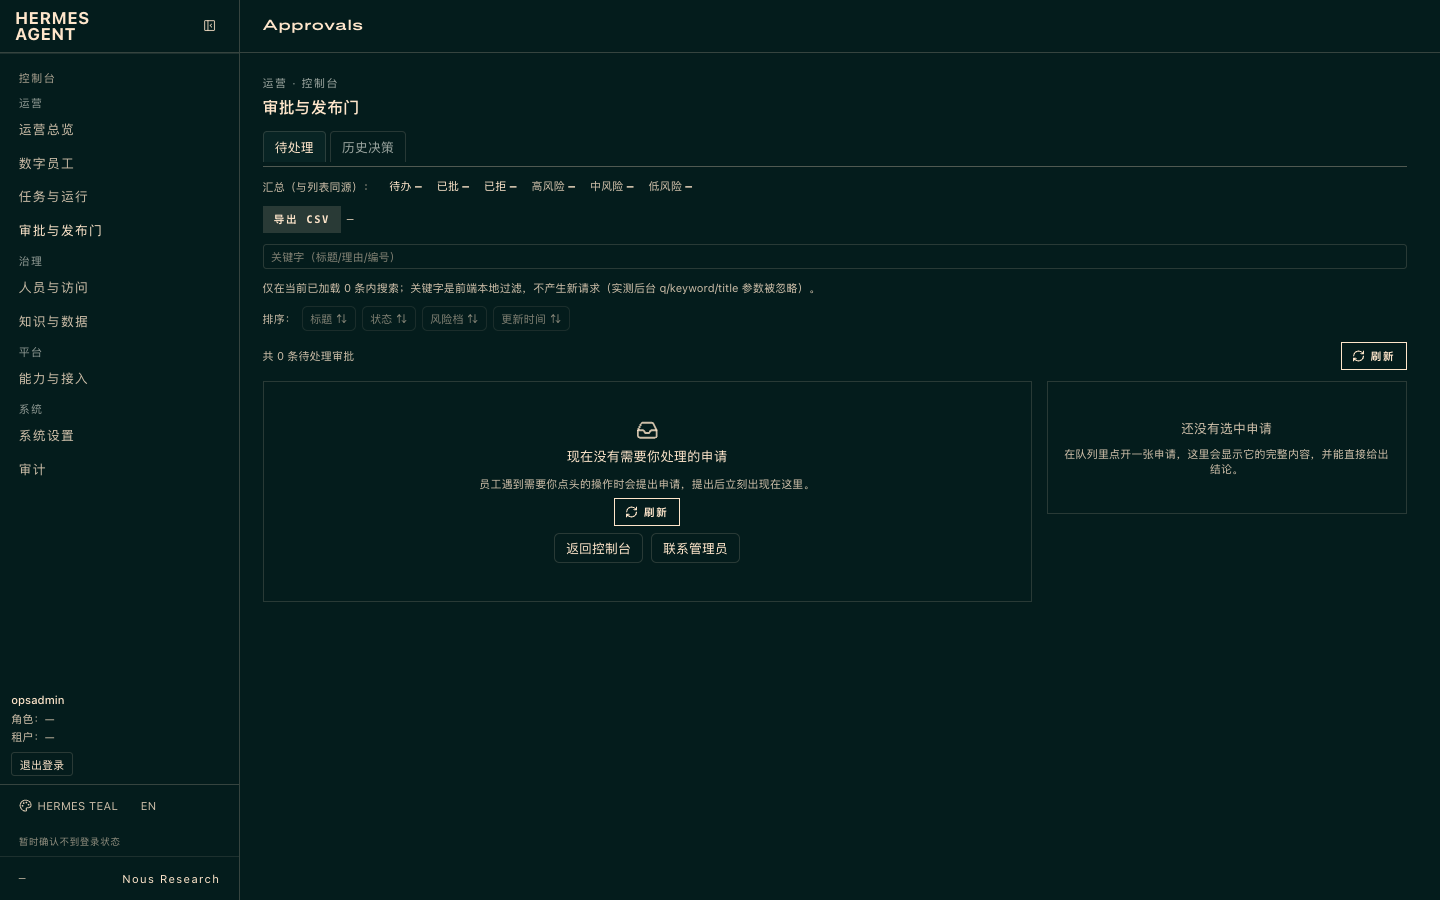 HERMES
AGENT
Approvals
控制台
运营
运营总览
数字员工
任务与运行
审批与发布门
治理
人员与访问
知识与数据
平台
能力与接入
系统
系统设置
审计
opsadmin
角色：—
租户：—
退出登录
HERMES TEAL EN
暂时确认不到登录状态
— Nous Research
运营 · 控制台
审批与发布门
待处理 历史决策
汇总（与列表同源）： 待办 — 已批 — 已拒 — 高风险 — 中风险 — 低风险 —
导出 CSV —
关键字（标题/理由/编号）
仅在当前已加载 0 条内搜索；关键字是前端本地过滤，不产生新请求（实测后台 q/keyword/title 参数被忽略）。
排序： 标题 ⇅ 状态 ⇅ 风险档 ⇅ 更新时间 ⇅
共 0 条待处理审批 刷新
现在没有需要你处理的申请
员工遇到需要你点头的操作时会提出申请，提出后立刻出现在这里。
刷新
返回控制台 联系管理员
还没有选中申请
在队列里点开一张申请，这里会显示它的完整内容，并能直接给出
结论。